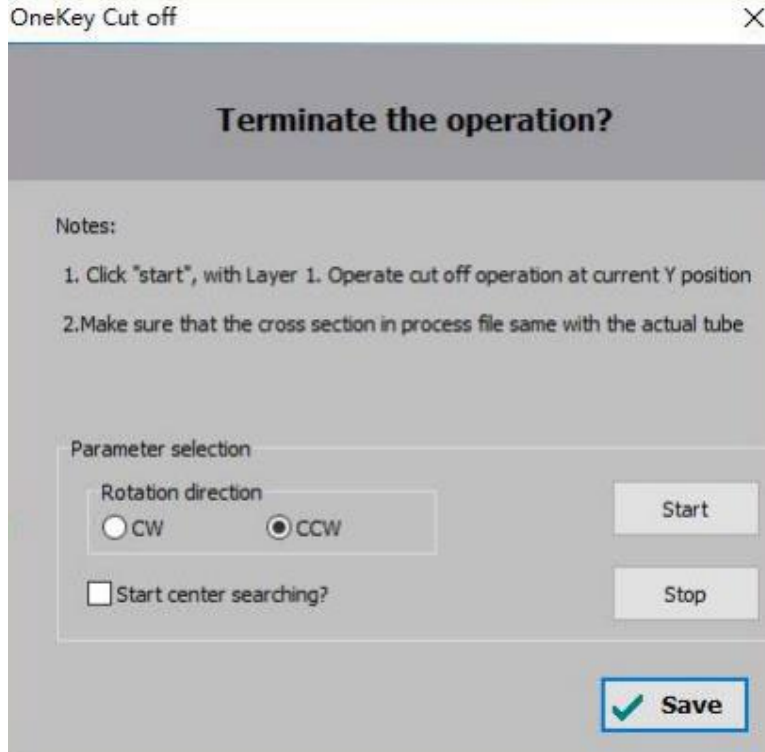 OneKey Cut off
Terminate the operation?
Notes:
1. Click "start", with Layer 1. Operate cut off operation at current Y position
2.Make sure that the cross section in process file same with the actual tube
Parameter selection
Rotation direction
CW CCW
Start
Start center searching?
Stop
Save